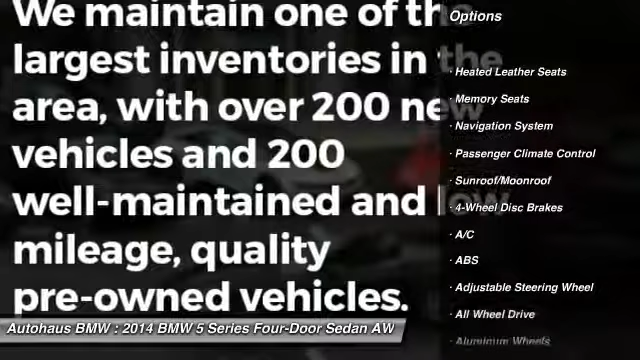 We maintain one of the
largest inventories in the
area, with over 200 new
vehicles and 200
well-maintained and low
mileage, quality
pre-owned vehicles.
Autohaus BMW : 2014 BMW 5 Series Four-Door Sedan AW
Options
· Heated Leather Seats
· Memory Seats
· Navigation System
· Passenger Climate Control
· Sunroof/Moonroof
· 4-Wheel Disc Brakes
· A/C
· ABS
· Adjustable Steering Wheel
· All Wheel Drive
· Aluminum Wheels